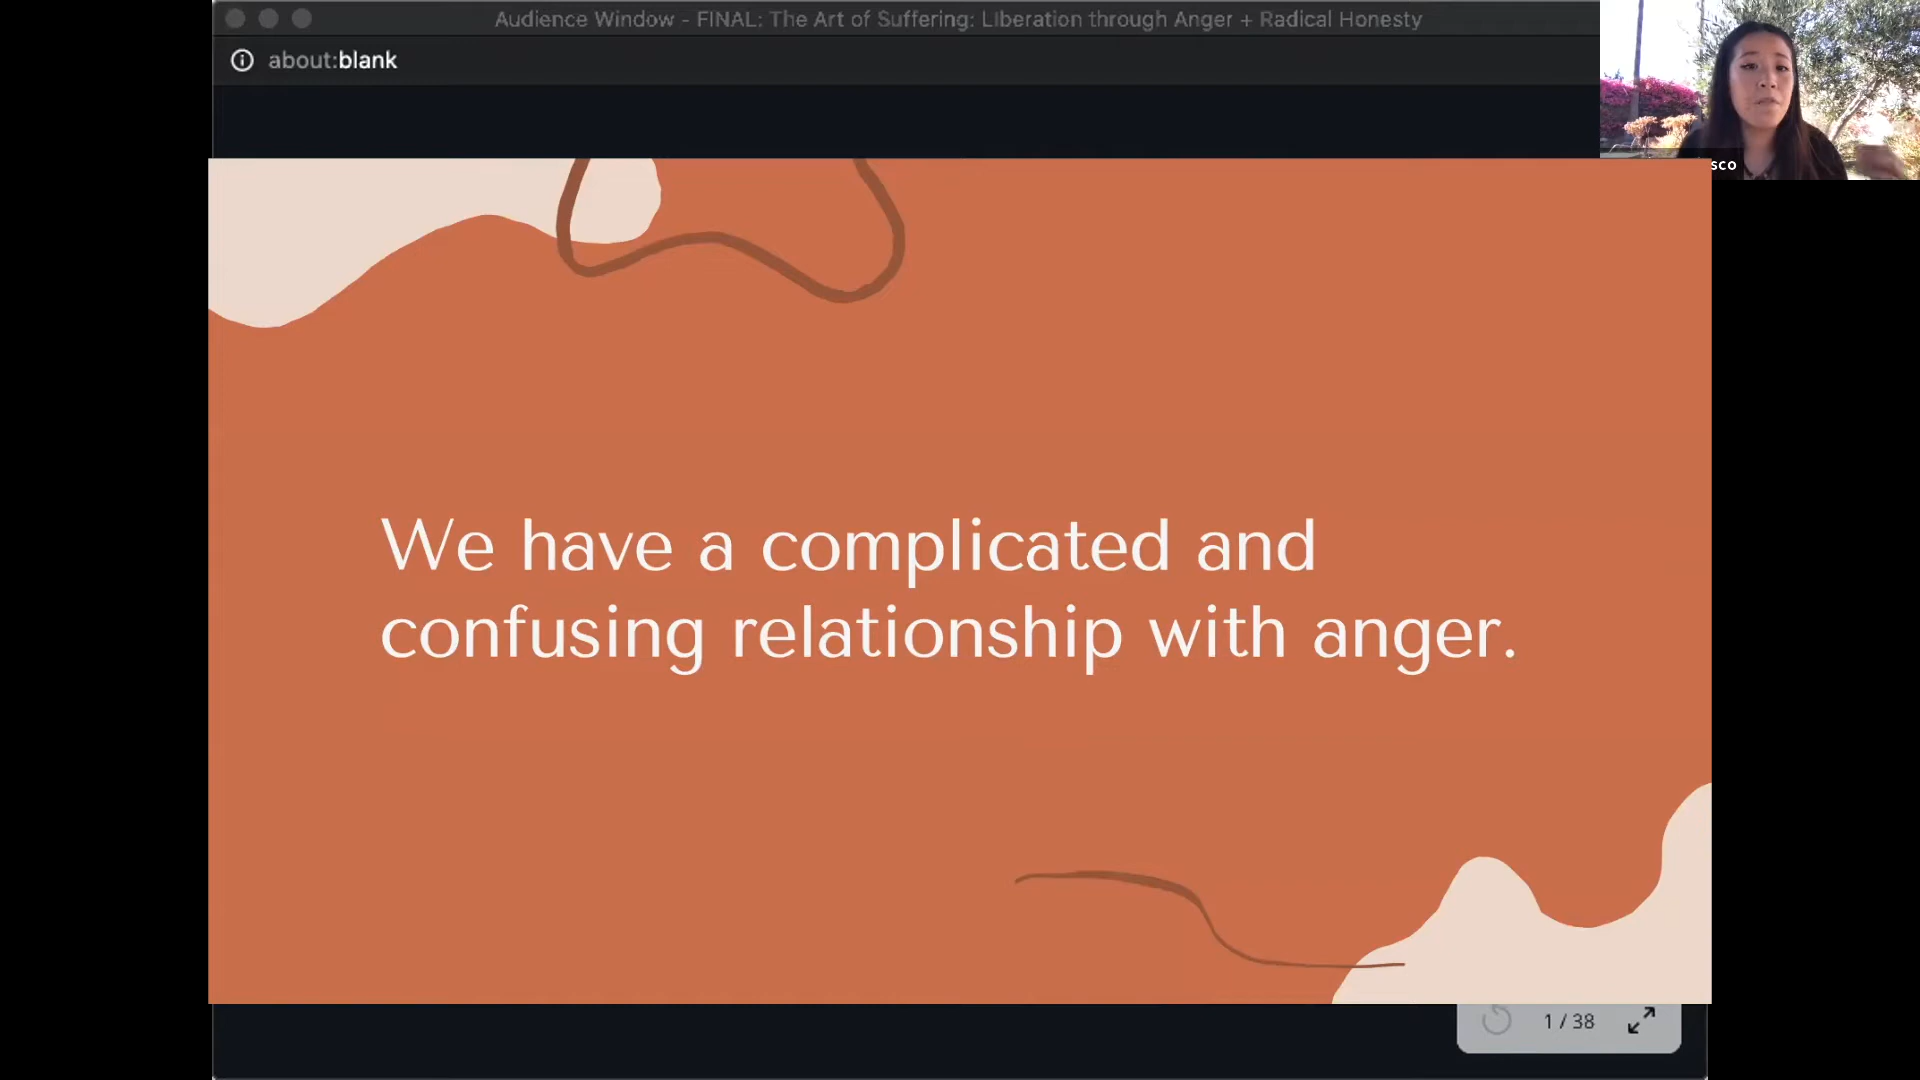 Audience Window - FINAL: The Art of Suffering: LIberation through Anger + Radical Honesty
about:blank
sco
We have a complicated and
confusing relationship with anger.
1 / 38